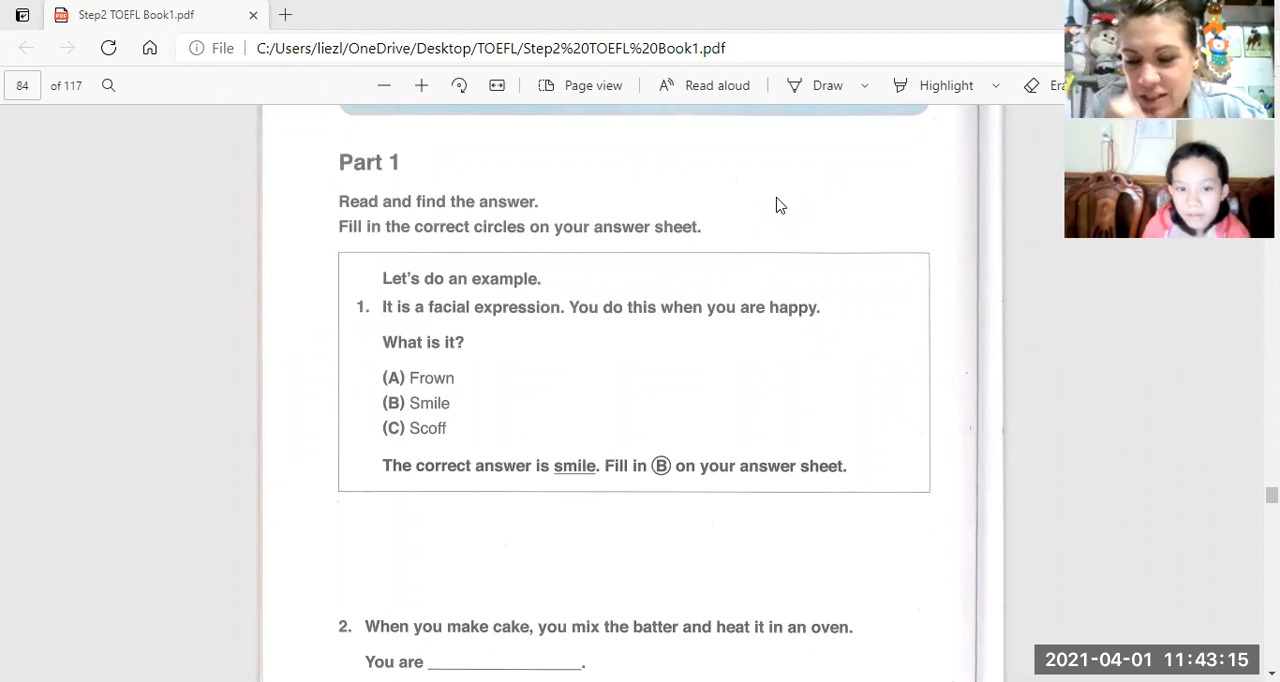 Step2 TOEFL Book1.pdf
File
C:/Users/liezl/OneDrive/Desktop/TOEFL/Step2%20TOEFL%20Book1.pdf
84 of 117
Page view
Read aloud
Draw
Highlight
Era
Part 1
Read and find the answer.
Fill in the correct circles on your answer sheet.
Let's do an example.
1. It is a facial expression. You do this when you are happy.
What is it?
(A) Frown
(B) Smile
(C) Scoff
The correct answer is smile. Fill in Ⓑ on your answer sheet.
2. When you make cake, you mix the batter and heat it in an oven.
You are ________________.
2021-04-01 11:43:15